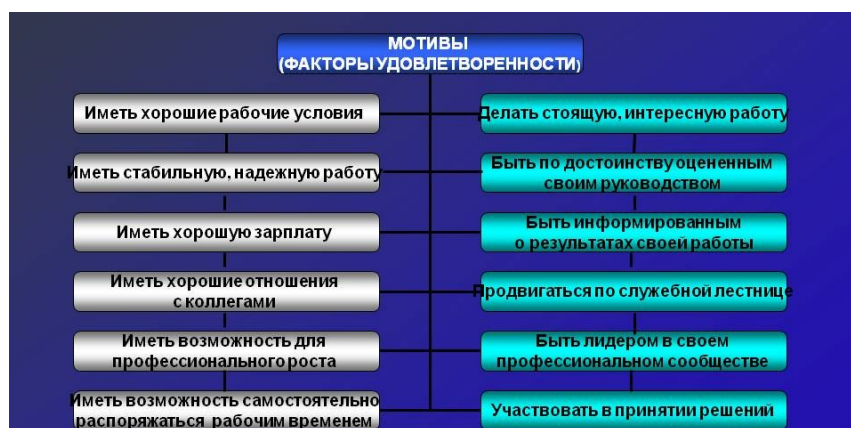 МОТИВЫ
(ФАКТОРЫ УДОВЛЕТВОРЕННОСТИ)
Иметь хорошие рабочие условия
Иметь стабильную, надежную работу
Иметь хорошую зарплату
Иметь хорошие отношения
с коллегами
Иметь возможность для
профессионального роста
Иметь возможность самостоятельно
распоряжаться рабочим временем
Делать стоящую, интересную работу
Быть по достоинству оцененным
своим руководством
Быть информированным
о результатах своей работы
Продвигаться по служебной лестнице
Быть лидером в своем
профессиональном сообществе
Участвовать в принятии решений